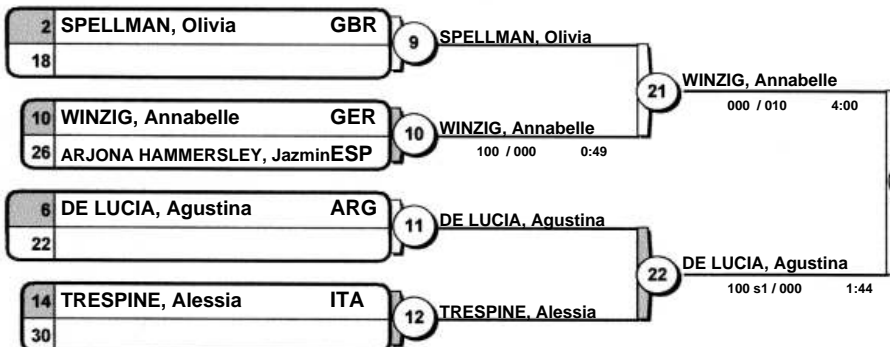 2 SPELLMAN, Olivia GBR
18
9
SPELLMAN, Olivia
10 WINZIG, Annabelle GER
26 ARJONA HAMMERSLEY, Jazmin ESP
10
WINZIG, Annabelle
100 / 000 0:49
21
WINZIG, Annabelle
000 / 010 4:00
6 DE LUCIA, Agustina ARG
22
11
DE LUCIA, Agustina
14 TRESPINE, Alessia ITA
30
12
TRESPINE, Alessia
22
DE LUCIA, Agustina
100 s1 / 000 1:44